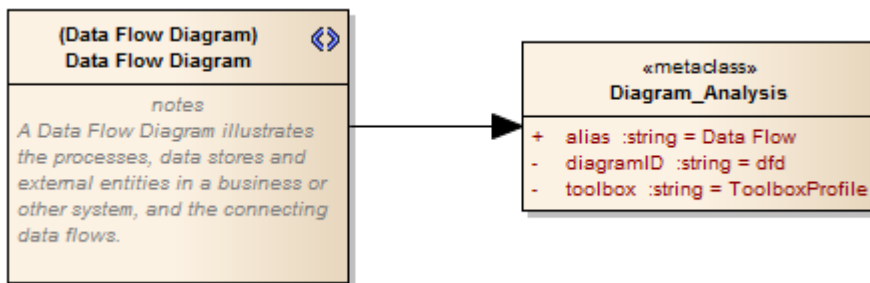 (Data Flow Diagram)
Data Flow Diagram
notes
A Data Flow Diagram illustrates
the processes, data stores and
external entities in a business or
other system, and the connecting
data flows.
«metaclass»
Diagram_Analysis
+ alias :string = Data Flow
- diagramID :string = dfd
- toolbox :string = ToolboxProfile